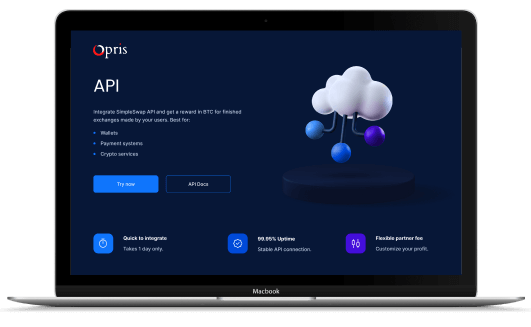 Opris
API
Integrate SimpleSwap API and get a reward in BTC for finished
exchanges made by your users. Best for:
Wallets
Payment systems
Crypto services
Try now
API Docs
Quick to integrate
Takes 1 day only.
99.95% Uptime
Stable API connection.
Flexible partner fee
Customize your profit.
Macbook